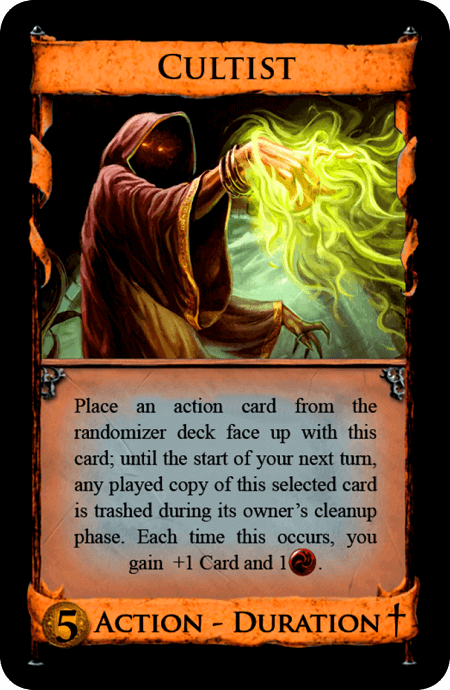 CULTIST
Place an action card from the
randomizer deck face up with this
card; until the start of your next turn,
any played copy of this selected card
is trashed during its owner's cleanup
phase. Each time this occurs, you
gain +1 Card and 1 .
5 ACTION - DURATION †